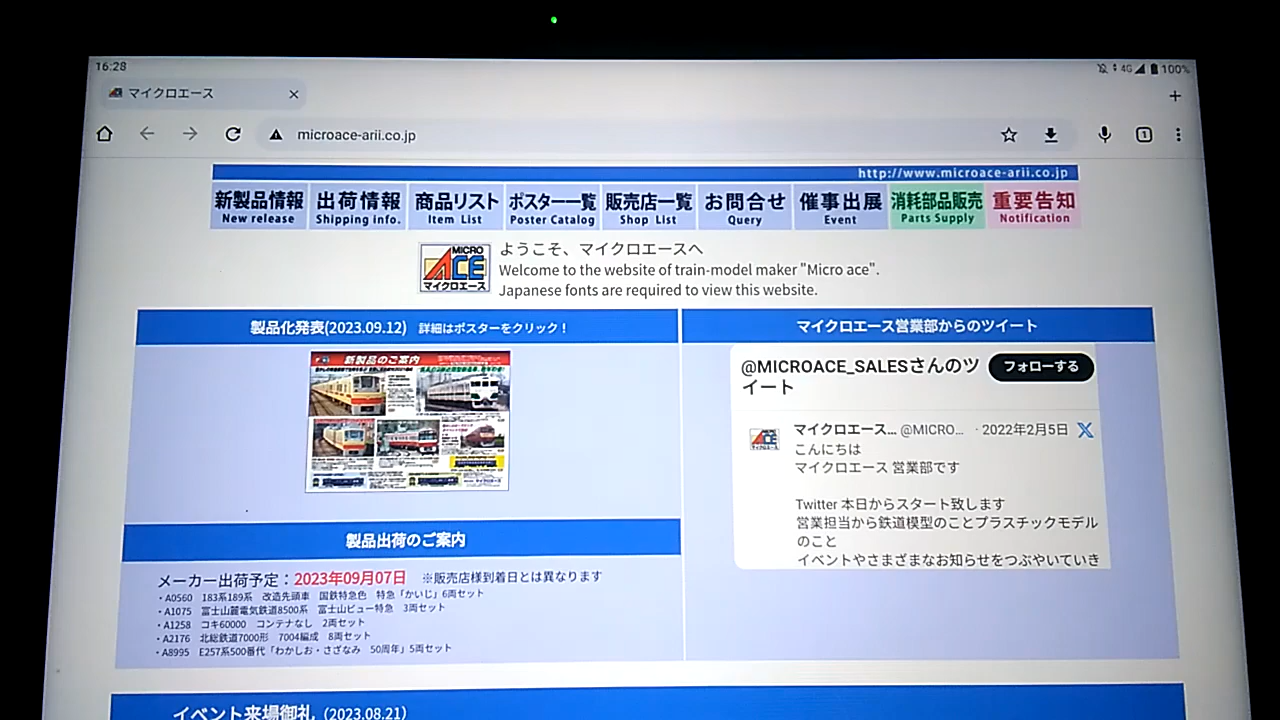 16:28
4G 100%
マイクロエース
microace-arii.co.jp
1
http://www.microace-arii.co.jp
新製品情報 出荷情報 商品リスト ポスター一覧 販売店一覧 お問合せ 催事出展 消耗部品販売 重要告知
New release Shipping info. Item List Poster Catalog Shop List Query Event Parts Supply Notification
MICRO
ACE
マイクロエース
ようこそ、マイクロエースへ
Welcome to the website of train-model maker "Micro ace".
Japanese fonts are required to view this website.
製品化発表(2023.09.12) 詳細はポスターをクリック！
新製品のご案内
製品出荷のご案内
メーカー出荷予定：2023年09月07日 ※販売店様到着日とは異なります
・A0560 183系189系 改造先頭車 国鉄特急色 特急「かいじ」6両セット
・A1075 富士山麓電気鉄道8500系 富士山ビュー特急 3両セット
・A1258 コキ60000 コンテナなし 2両セット
・A2176 北総鉄道7000形 7004編成 8両セット
・A8995 E257系500番代「わかしお・さざなみ 50周年」5両セット
マイクロエース営業部からのツイート
@MICROACE_SALESさんのツ
イート
フォローする
マイクロエース... @MICRO... · 2022年2月5日
こんにちは
マイクロエース 営業部です
Twitter 本日からスタート致します
営業担当から鉄道模型のことプラスチックモデル
のこと
イベントやさまざまなお知らせをつぶやいていき
イベント来場御礼（2023.08.21）